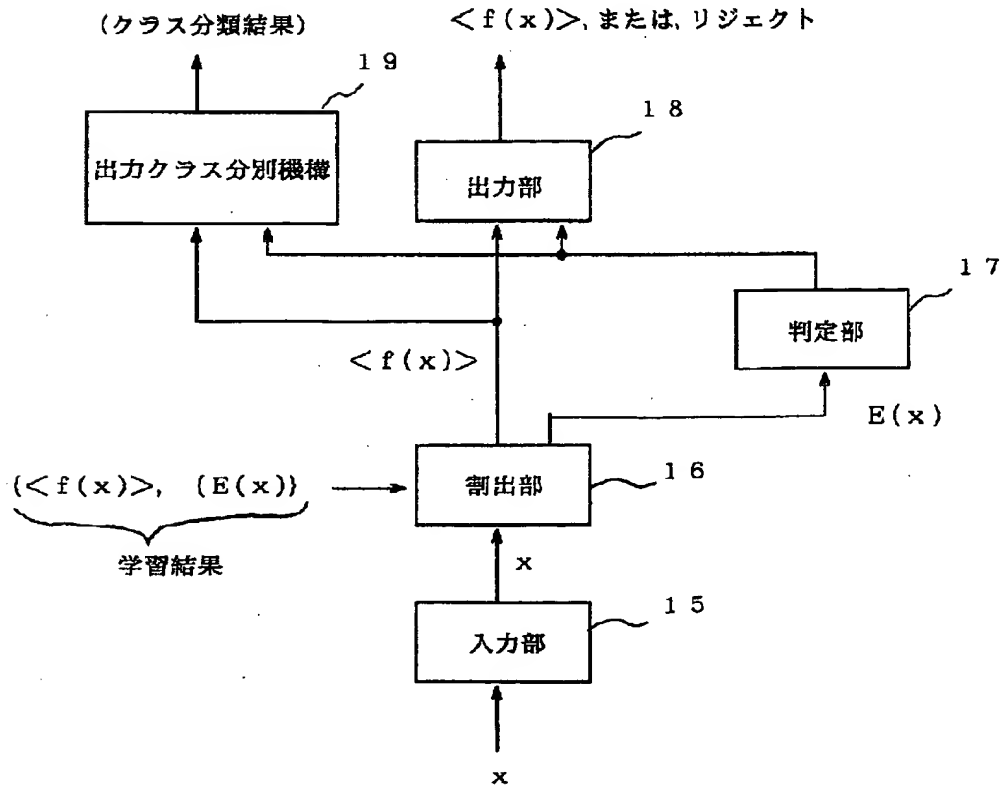 (クラス分類結果)
<f(x)>, または, リジェクト
19
18
出力クラス分別機構
出力部
17
判定部
<f(x)>
E(x)
16
{<f(x)>, {E(x)}
割出部
学習結果
x
15
入力部
x